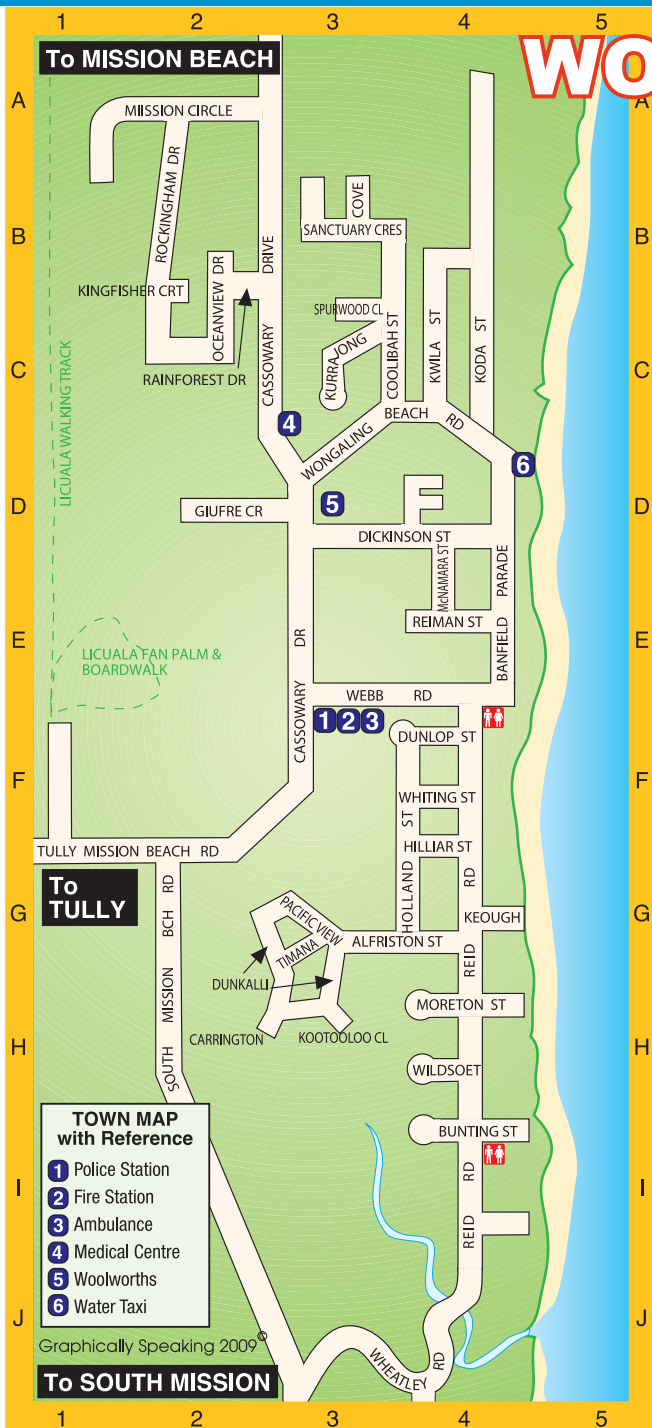 1 2 3 4 5
WO
To MISSION BEACH
A
A
MIISSION CIRCLE
ROCKINGHAM DR
COVE
B
B
SANCTUARY CRES
DRIVE
OCEANVIEW DR
KINGFISHER CRT
SPURWOOD CL
KWILA ST
KODA ST
COOLIBAH ST
KURRAJONG
C
C
RAINFOREST DR
CASSOWARY
LICUALA WALKING TRACK
4
BEACH
RD
WONGALING
6
5
D
D
GIUFRE CR
DICKINSON ST
McNAMARA ST
PARADE
REIMAN ST
E
E
DR
BANFIELD
LICUALA FAN PALM &
BOARDWALK
WEBB RD
CASSOWARY
1 2 3
DUNLOP ST
F
F
WHITING ST
ST
HILLIAR ST
TULLY MISSION BEACH RD
RD
To
TULLY
HOLLAND
G
G
KEOUGH
SOUTH MISSION BCH RD
PACIFIC VIEW
TIMANA
ALFRISTON ST
REID
DUNKALLI
MORETON ST
CARRINGTON
KOOTOOLOO CL
H
H
WILDSOET
BUNTING ST
TOWN MAP
with Reference
1 Police Station
2 Fire Station
3 Ambulance
4 Medical Centre
5 Woolworths
6 Water Taxi
I
I
RD
REID
J
J
Graphically Speaking 2009©
WHEATLEY RD
To SOUTH MISSION
1 2 3 4 5